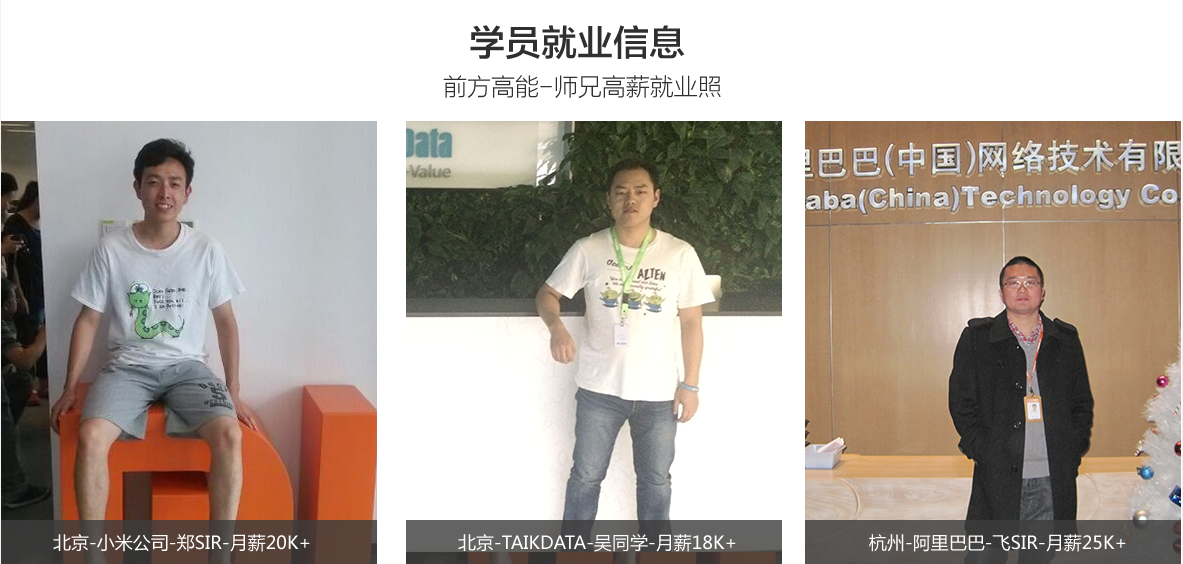 学员就业信息
前方高能-师兄高薪就业照
Data
-Value
ALIEN
里巴巴(中国)网络技术有限
aba(China)Technology Co
北京-小米公司-郑SIR-月薪20K+
北京-TAIKDATA-吴同学-月薪18K+
杭州-阿里巴巴-飞SIR-月薪25K+